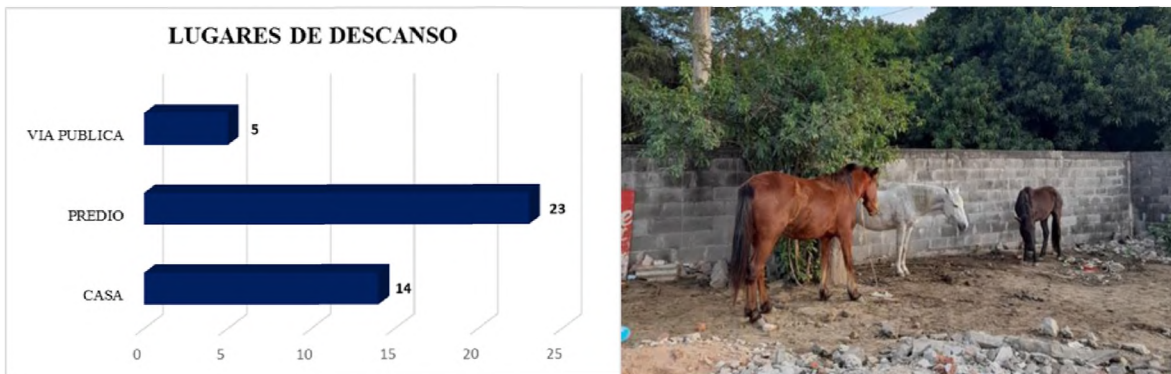 LUGARES DE DESCANSO
VIA PUBLICA
5
PREDIO
23
CASA
14
0 5 10 15 20 25